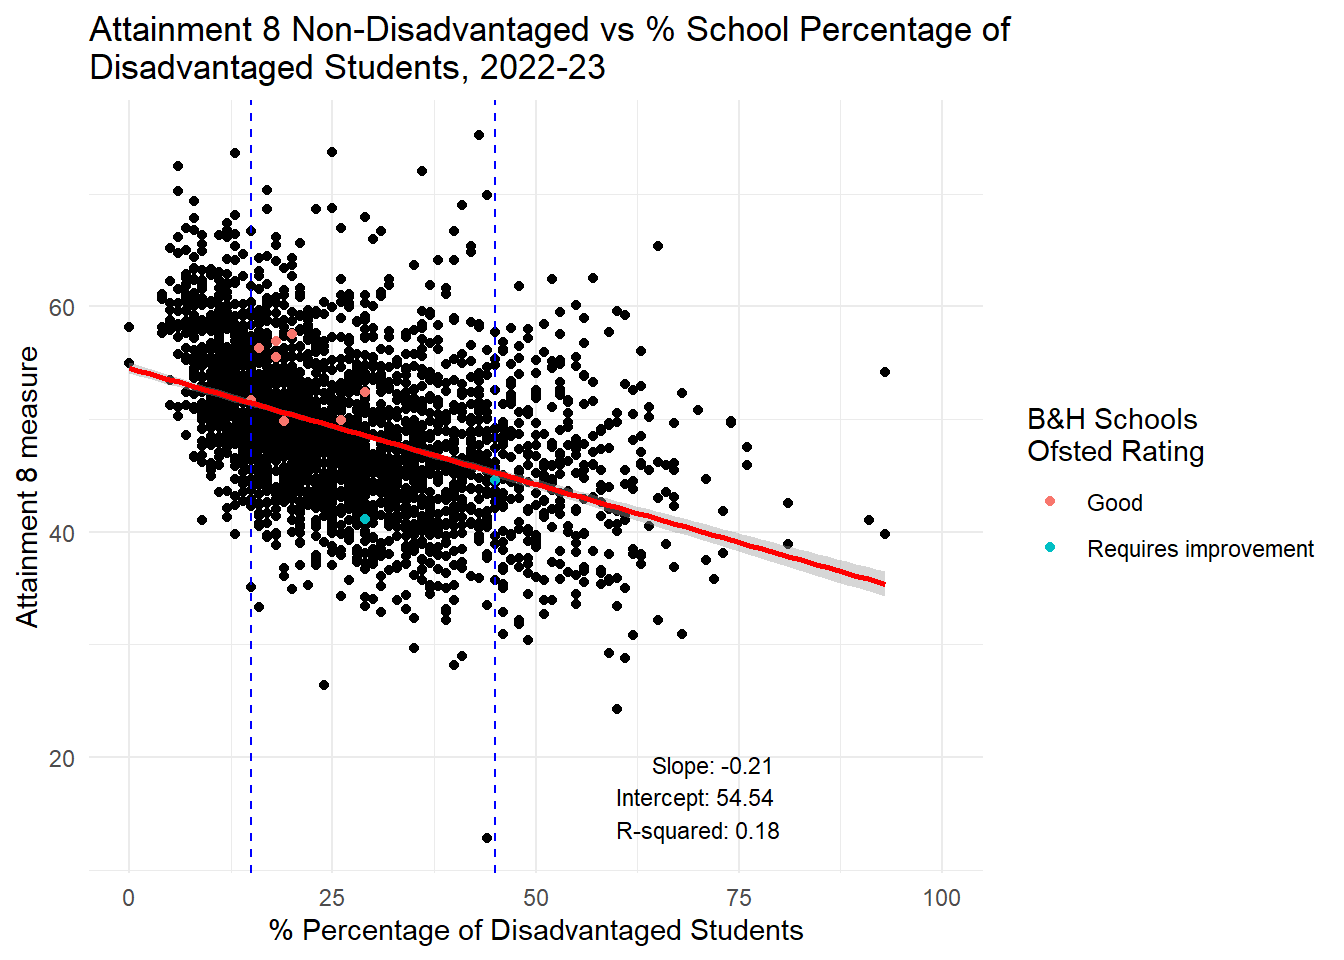 Attainment 8 Non-Disadvantaged vs % School Percentage of
Disadvantaged Students, 2022-23
Attainment 8 measure
60
40
20
Slope: -0.21
Intercept: 54.54
R-squared: 0.18
0
25
50
75
100
% Percentage of Disadvantaged Students
B&H Schools
Ofsted Rating
Good
Requires improvement